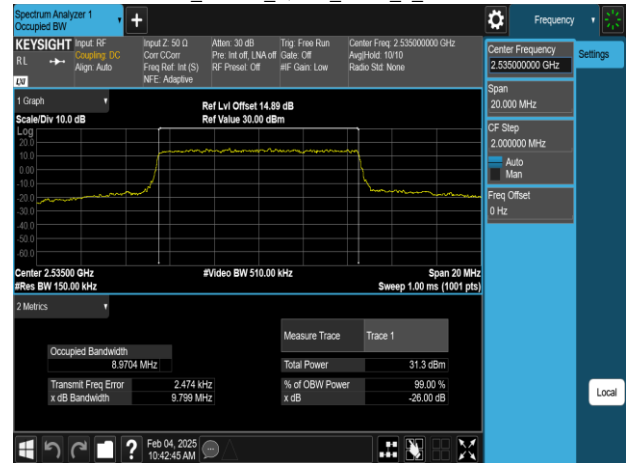 Spectrum Analyzer 1
Occupied BW
Frequency
KEYSIGHT
RL
LXI
Input: RF
Coupling: DC
Align: Auto
Input Z: 50 Ω
Corr CCorr
Freq Ref: Int (S)
NFE: Adaptive
Atten: 30 dB
Pre: Int off, LNA off
RF Presel: Off
Trig: Free Run
Gate: Off
#IF Gain: Low
Center Freq: 2.535000000 GHz
Avg|Hold: 10/10
Radio Std: None
Center Frequency
2.535000000 GHz
Settings
Span
20.000 MHz
CF Step
2.000000 MHz
Auto
Man
Freq Offset
0 Hz
1 Graph
Scale/Div 10.0 dB
Ref Lvl Offset 14.89 dB
Ref Value 30.00 dBm
Log
20.0
10.0
0.00
-10.0
-20.0
-30.0
-40.0
-50.0
-60.0
Center 2.53500 GHz
#Res BW 150.00 kHz
#Video BW 510.00 kHz
Span 20 MHz
Sweep 1.00 ms (1001 pts)
2 Metrics
Measure Trace Trace 1
Occupied Bandwidth
8.9704 MHz
Total Power 31.3 dBm
Transmit Freq Error 2.474 kHz
% of OBW Power 99.00 %
x dB Bandwidth 9.799 MHz
x dB -26.00 dB
Local
Feb 04, 2025
10:42:45 AM